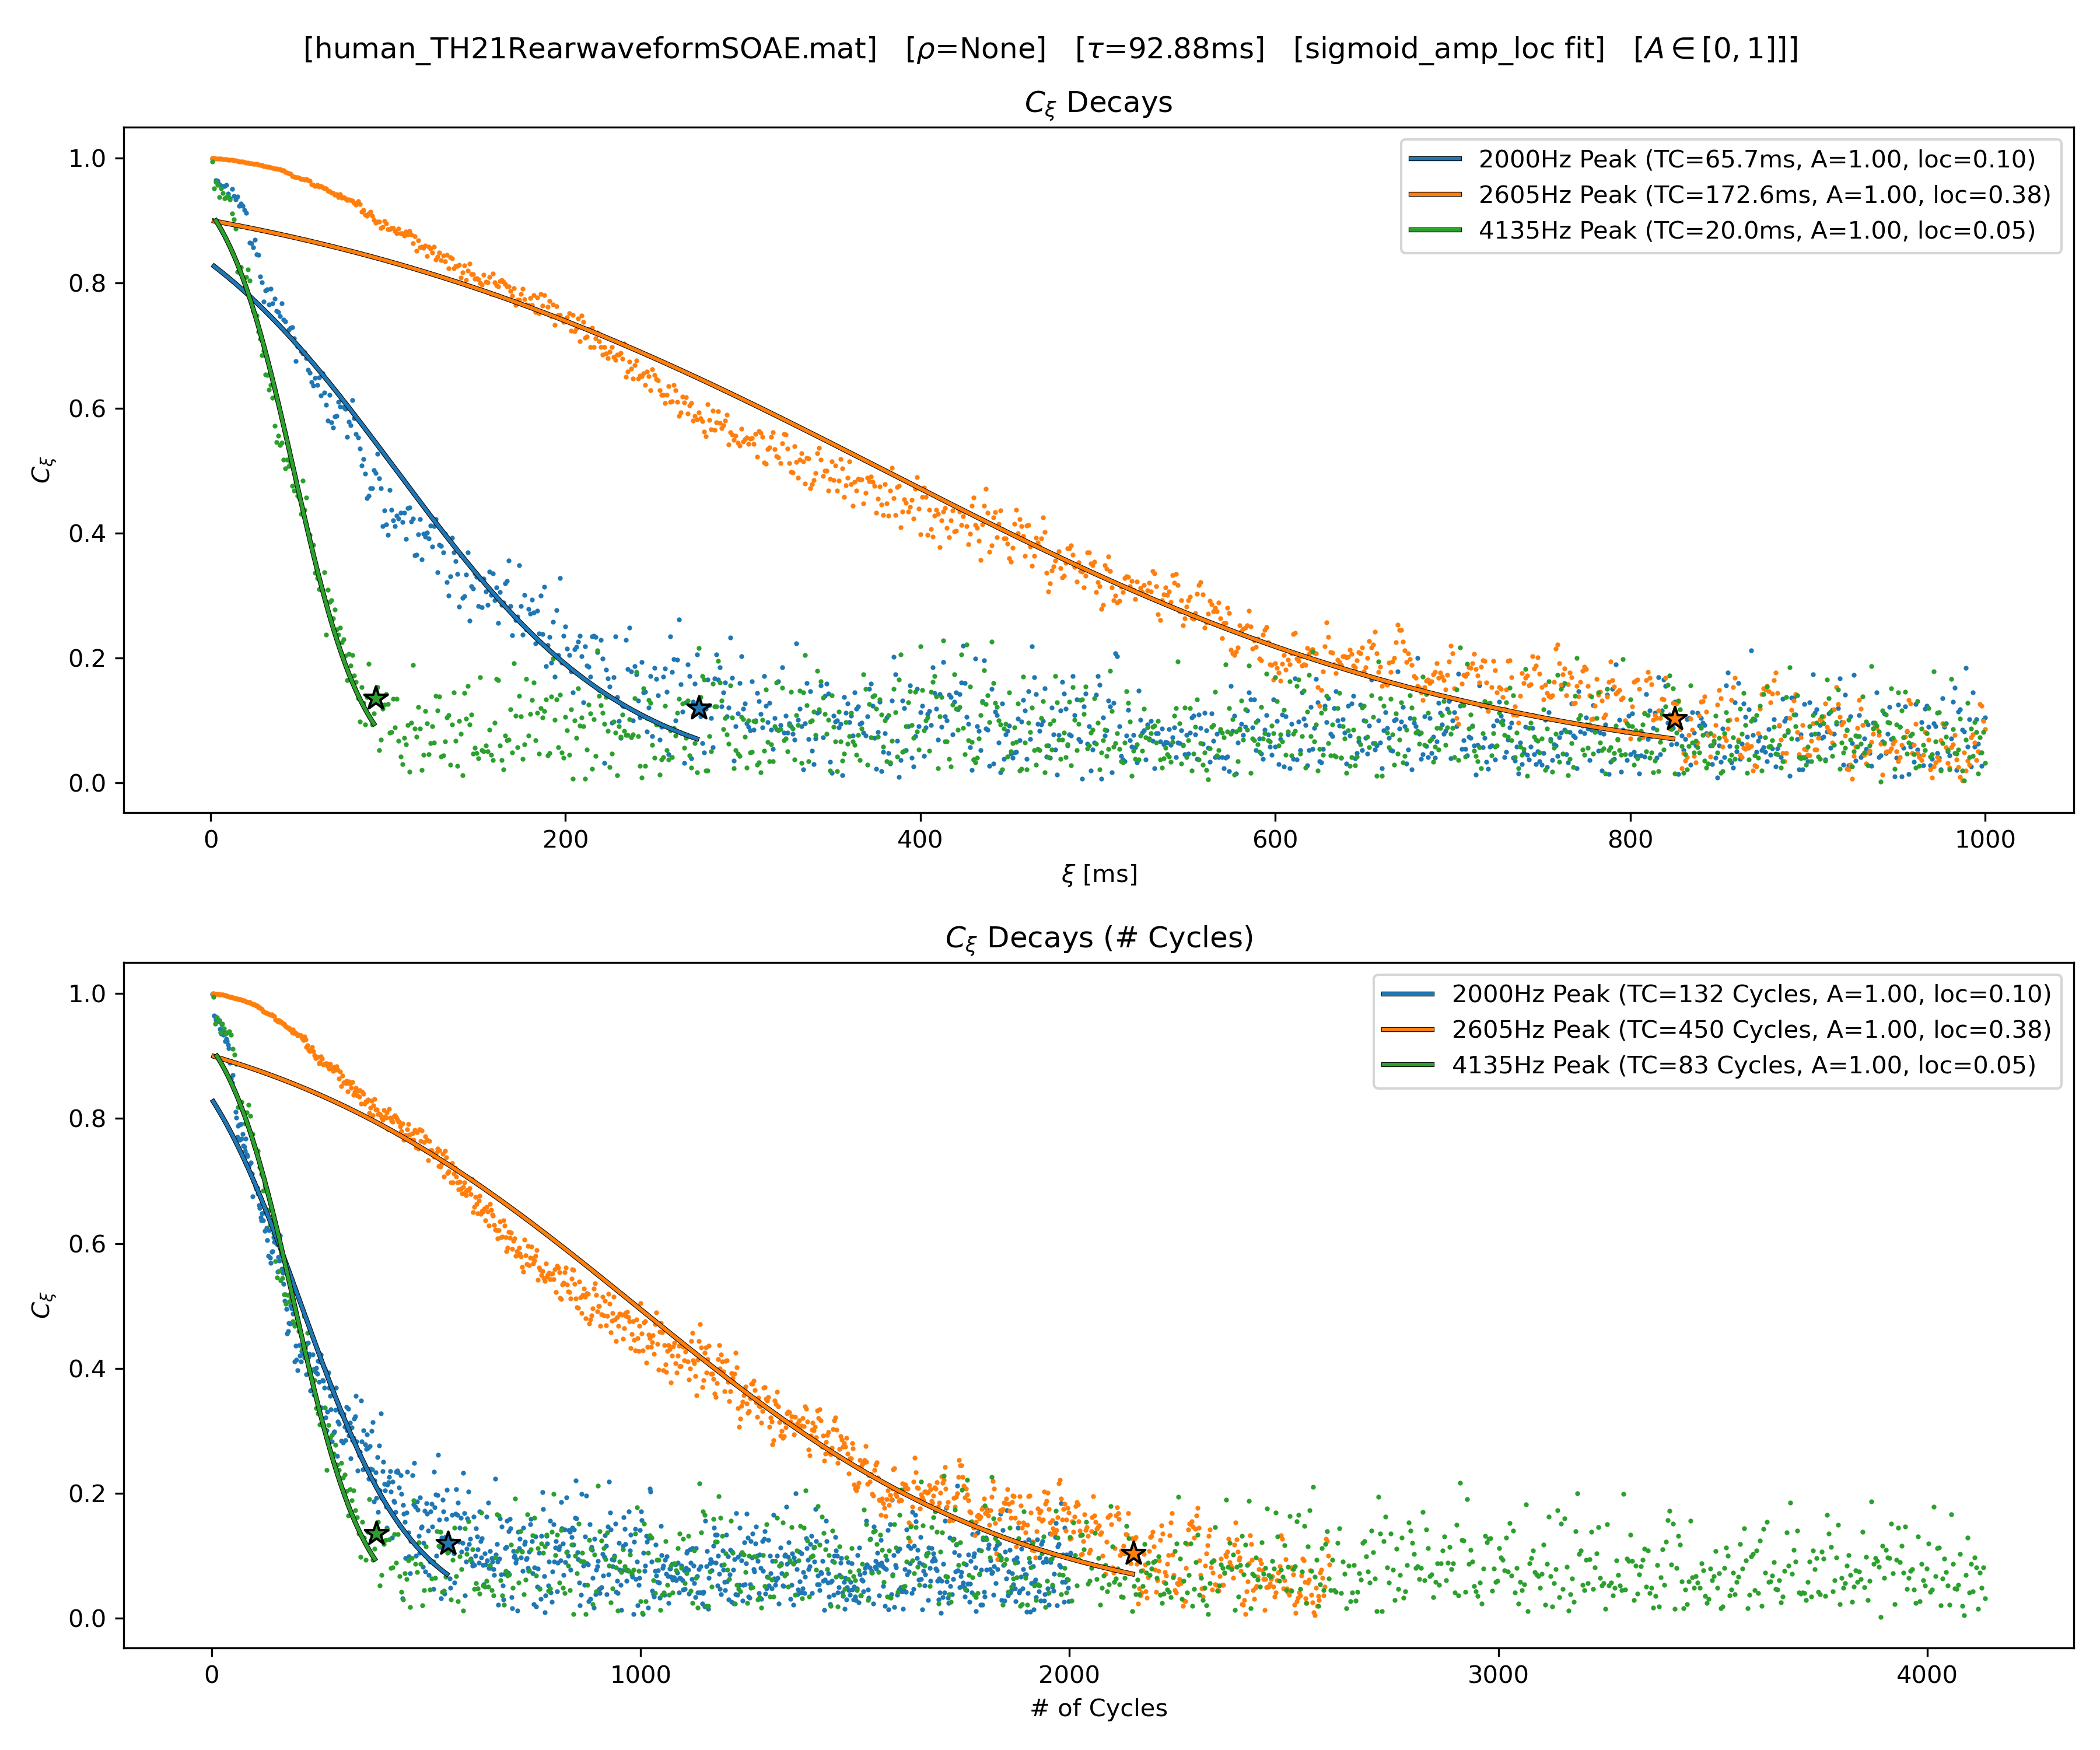 [human_TH21RearwaveformSOAE.mat] [ρ=None] [τ=92.88ms] [sigmoid_amp_loc fit] [A ∈ [0, 1]]]
C_ξ Decays
2000Hz Peak (TC=65.7ms, A=1.00, loc=0.10)
2605Hz Peak (TC=172.6ms, A=1.00, loc=0.38)
4135Hz Peak (TC=20.0ms, A=1.00, loc=0.05)
1.0
0.8
0.6
0.4
0.2
0.0
C_ξ
0 200 400 600 800 1000
ξ [ms]
C_ξ Decays (# Cycles)
2000Hz Peak (TC=132 Cycles, A=1.00, loc=0.10)
2605Hz Peak (TC=450 Cycles, A=1.00, loc=0.38)
4135Hz Peak (TC=83 Cycles, A=1.00, loc=0.05)
1.0
0.8
0.6
0.4
0.2
0.0
C_ξ
0 1000 2000 3000 4000
# of Cycles